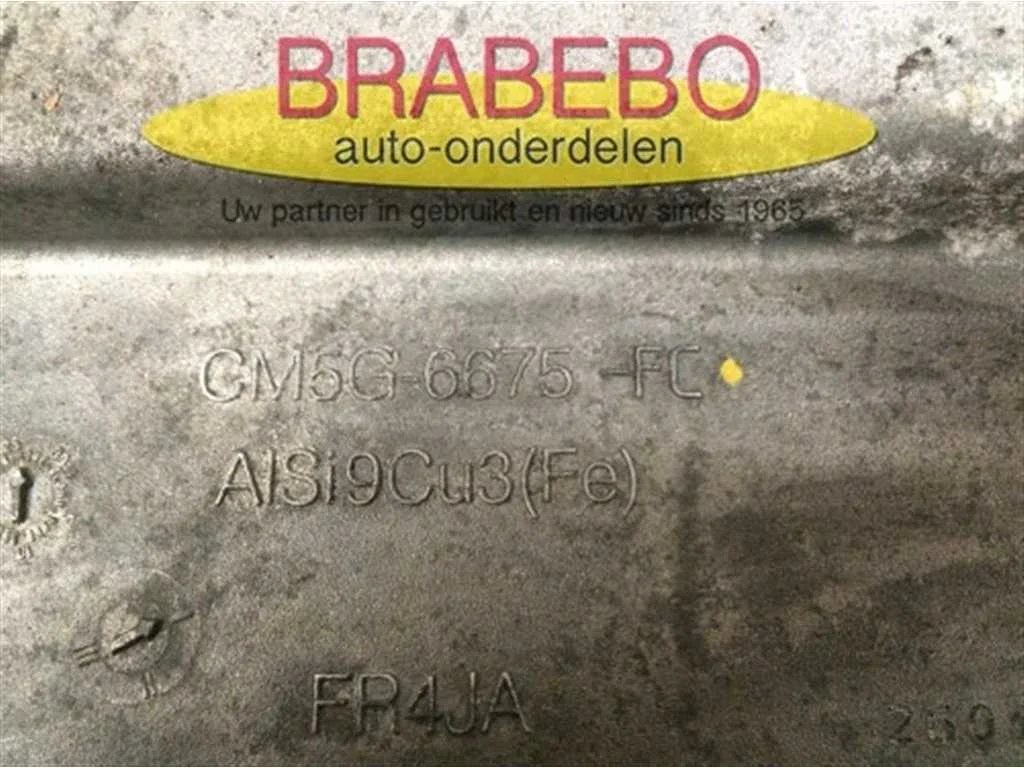 BRABEBO
auto-onderdelen
Uw partner in gebruikt en nieuw sinds 1965
CM5G-6675-FC
AlSi9Cu3(Fe)
FR4JA